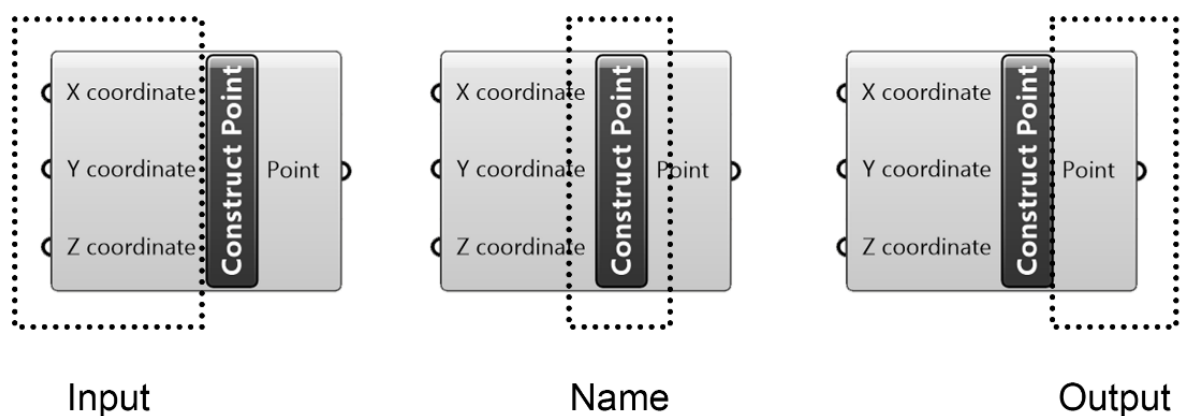 X coordinate
Y coordinate
Z coordinate
Construct Point
Point
X coordinate
Y coordinate
Z coordinate
Construct Point
Point
X coordinate
Y coordinate
Z coordinate
Construct Point
Point
Input
Name
Output